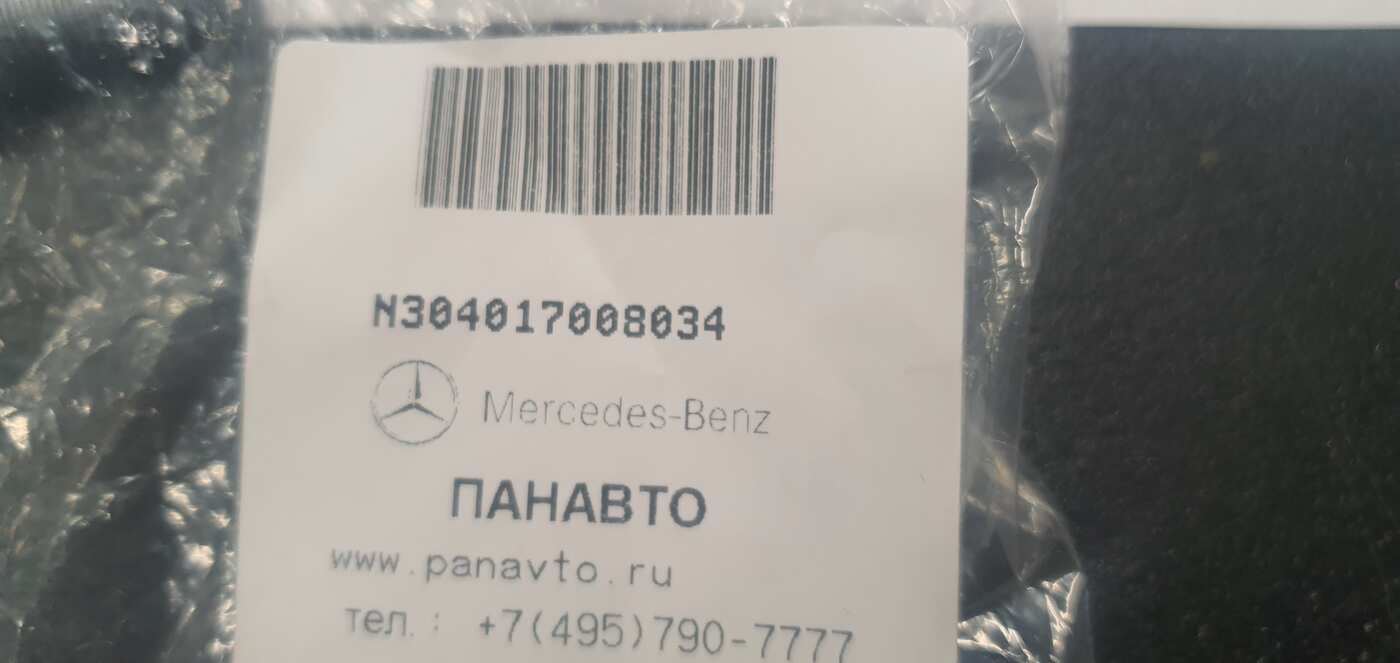 N304017008034
Mercedes-Benz
ПАНАВТО
www.panavto.ru
тел.: +7(495)790-7777